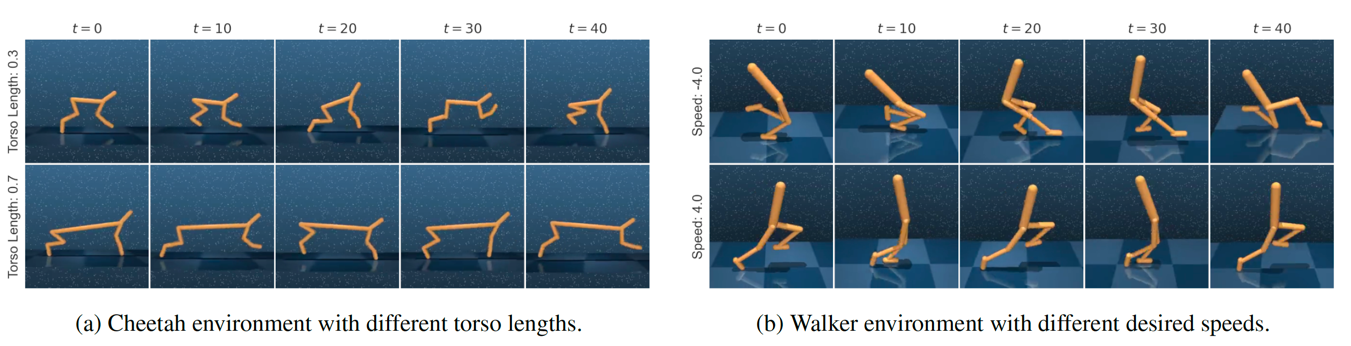 t = 0 t = 10 t = 20 t = 30 t = 40
Torso Length: 0.3
Torso Length: 0.7
(a) Cheetah environment with different torso lengths.
t = 0 t = 10 t = 20 t = 30 t = 40
Speed: -4.0
Speed: 4.0
(b) Walker environment with different desired speeds.